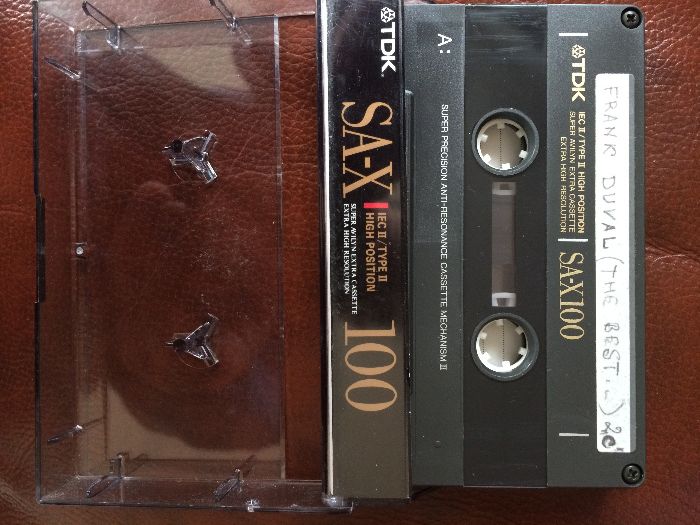 TDK
SA-X
IEC II/TYPE II
HIGH POSITION
SUPER AVILYN EXTRA CASSETTE
EXTRA HIGH RESOLUTION
100
A:
SUPER PRECISION ANTI-RESONANCE CASSETTE MECHANISM II
TDK
IEC II/TYPE II HIGH POSITION
SUPER AVILYN EXTRA CASSETTE
EXTRA HIGH RESOLUTION
SA-X100
FRANK DUVAL (THE BEST..)